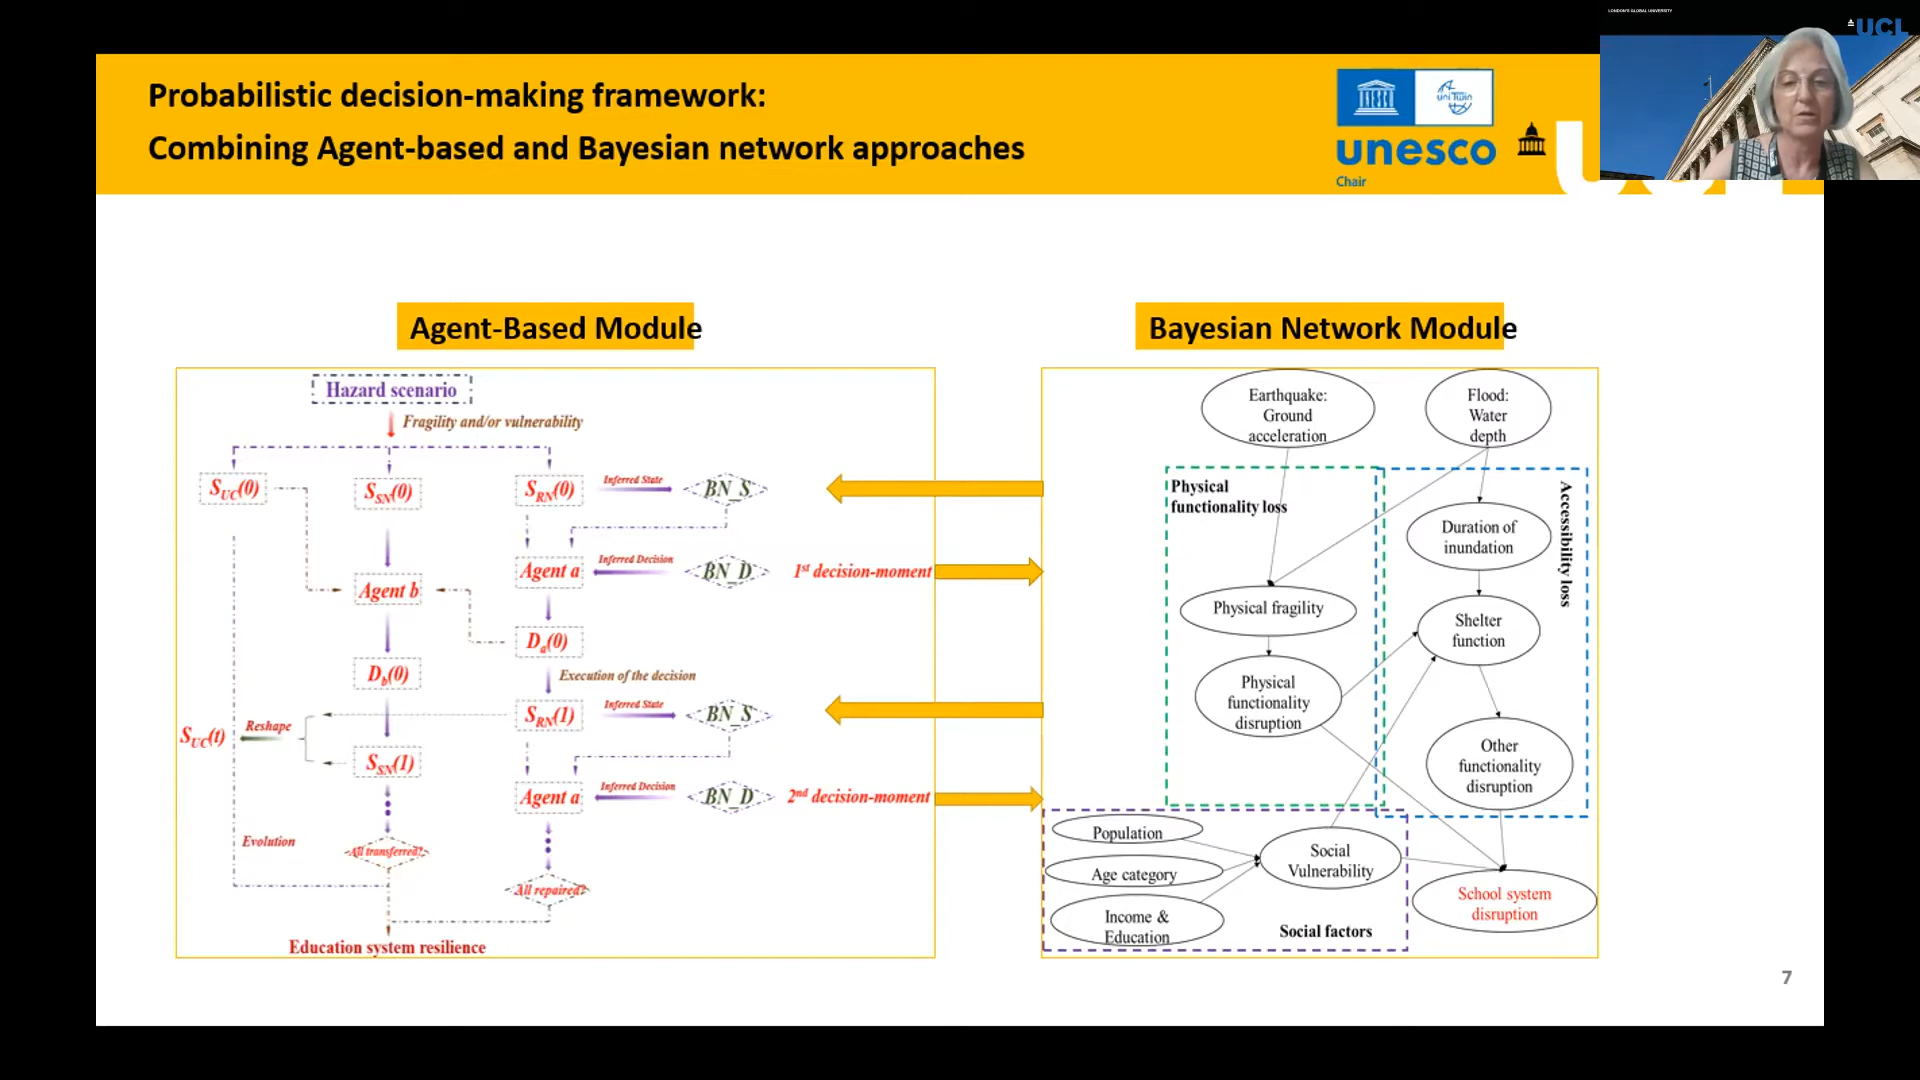 LONDON'S GLOBAL UNIVERSITY
UCL
Probabilistic decision-making framework:
Combining Agent-based and Bayesian network approaches
uni twin
unesco
Chair
Agent-Based Module
Bayesian Network Module
Hazard scenario
Fragility and/or vulnerability
S_UC(0)
S_SN(0)
S_RN(0)
Inferred State
BN_S
Agent b
Agent a
Inferred Decision
BN_D
1st decision-moment
D_a(0)
D_b(0)
Execution of the decision
S_RN(1)
Inferred State
BN_S
Reshape
S_UC(t)
S_SN(1)
Agent a
Inferred Decision
BN_D
2nd decision-moment
Evolution
All transferred?
All repaired?
Education system resilience
Earthquake:
Ground
acceleration
Flood:
Water
depth
Physical
functionality loss
Accessibility loss
Duration of
inundation
Physical fragility
Shelter
function
Physical
functionality
disruption
Other
functionality
disruption
Population
Age category
Income &
Education
Social
Vulnerability
Social factors
School system
disruption
7